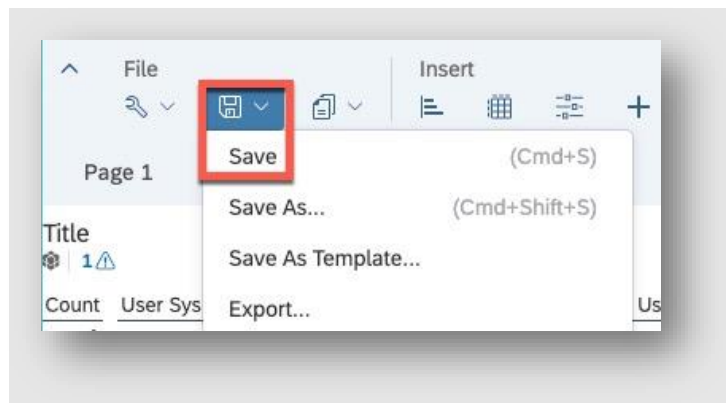 File Insert
Save (Cmd+S)
Page 1
Save As... (Cmd+Shift+S)
Title
1
Save As Template...
Count User Sys
Export...
Us